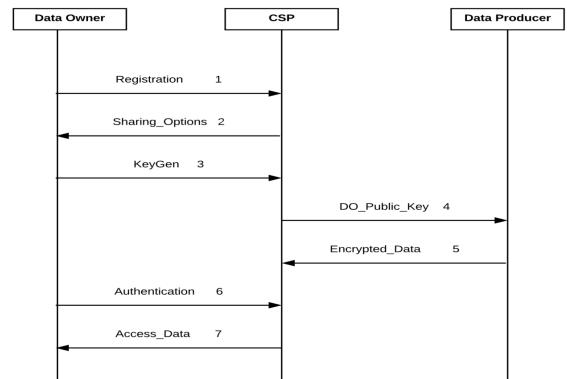 Data Owner CSP Data Producer
Registration 1
Sharing_Options 2
KeyGen 3
DO_Public_Key 4
Encrypted_Data 5
Authentication 6
Access_Data 7